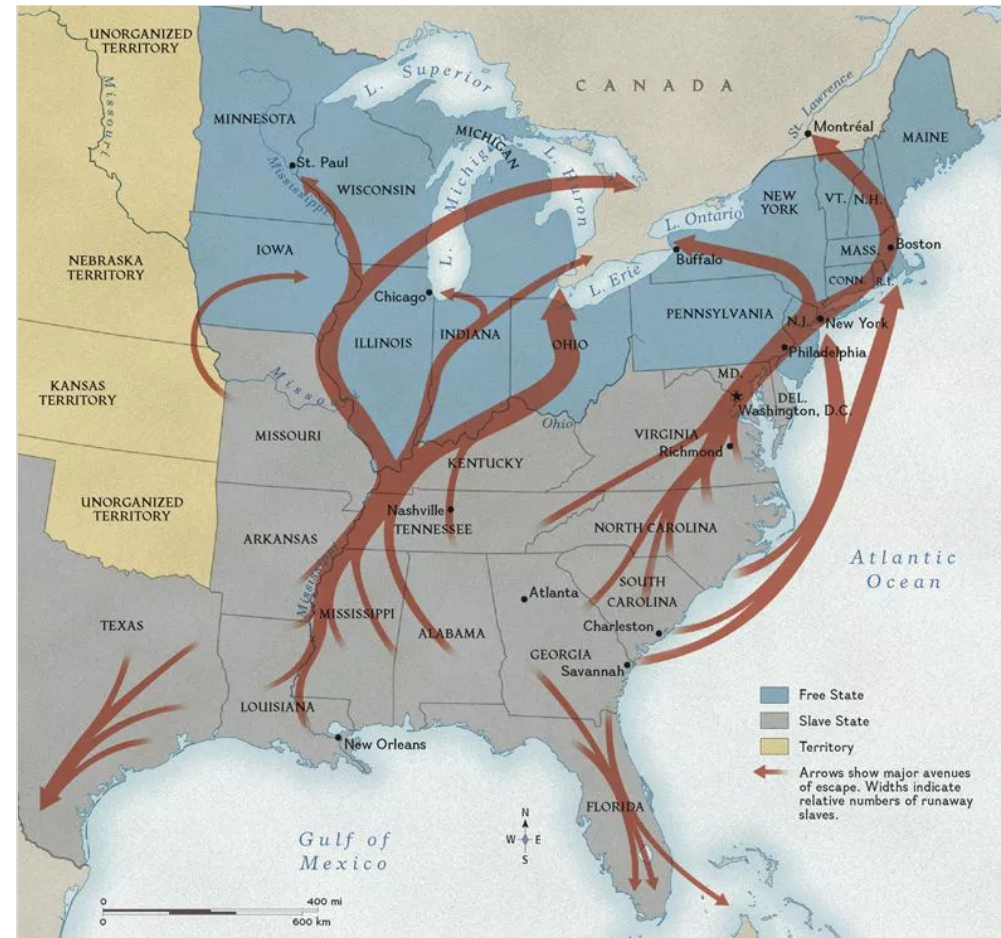 UNORGANIZED
TERRITORY
Missouri
L. Superior
CANADA
St. Lawrence
Montréal
MAINE
MINNESOTA
MICHIGAN
St. Paul
Mississippi
WISCONSIN
L. Michigan
L. Huron
NEW
YORK
VT.
N.H.
L. Ontario
Buffalo
MASS.
Boston
IOWA
NEBRASKA
TERRITORY
L. Erie
CONN.
R.I.
Chicago
PENNSYLVANIA
N.J.
New York
ILLINOIS
INDIANA
OHIO
Philadelphia
KANSAS
TERRITORY
Missouri
MD.
DEL.
Washington, D.C.
Ohio
MISSOURI
VIRGINIA
Richmond
KENTUCKY
UNORGANIZED
TERRITORY
Nashville
TENNESSEE
NORTH CAROLINA
ARKANSAS
Atlantic
Ocean
Mississippi
SOUTH
CAROLINA
Atlanta
MISSISSIPPI
TEXAS
ALABAMA
Charleston
GEORGIA
Savannah
LOUISIANA
New Orleans
Free State
Slave State
Territory
Arrows show major avenues
of escape. Widths indicate
relative numbers of runaway
slaves.
FLORIDA
Gulf of
Mexico
N
W E
S
0 400 mi
0 600 km